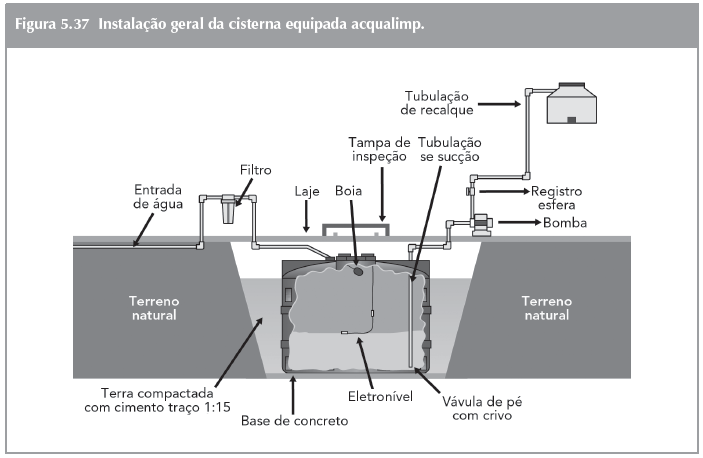 Figura 5.37 Instalação geral da cisterna equipada acqualimp.
Tubulação
de recalque
Tampa de
inspeção
Tubulação
se sucção
Filtro
Entrada
de água
Laje
Boia
Registro
esfera
Bomba
Terreno
natural
Terreno
natural
Terra compactada
com cimento traço 1:15
Base de concreto
Eletronível
Vávula de pé
com crivo